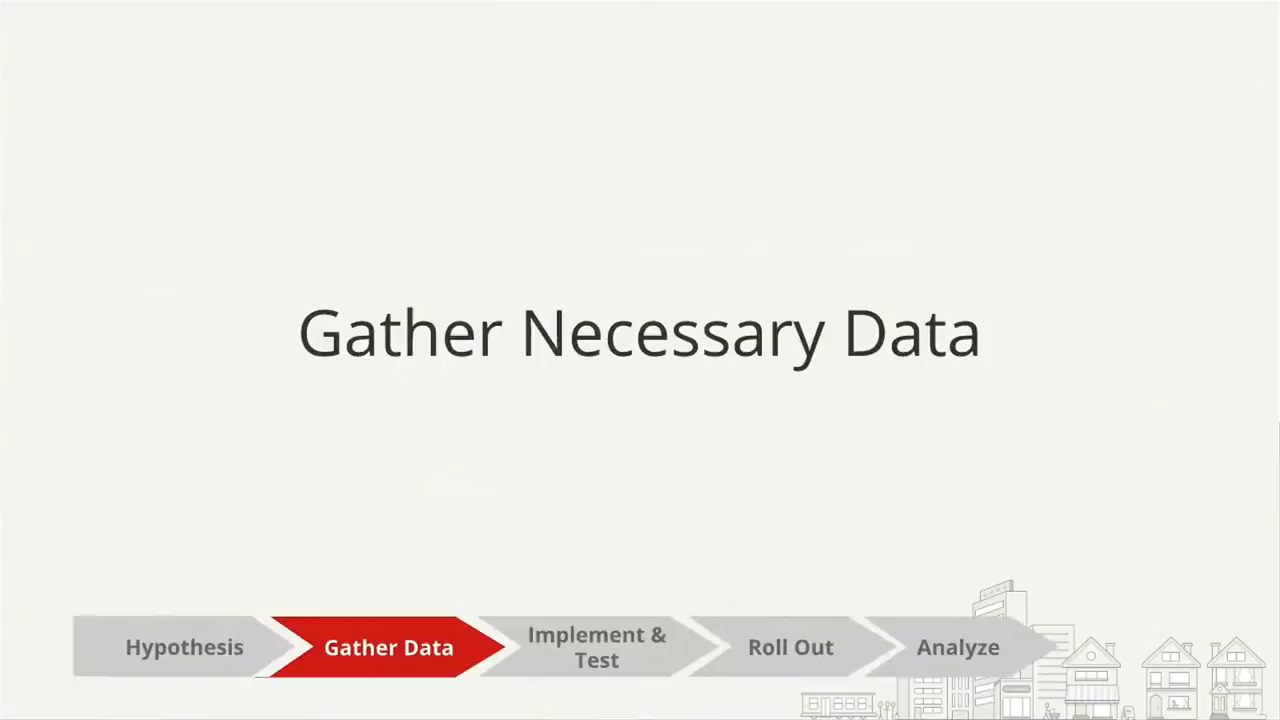 Gather Necessary Data
Hypothesis
Gather Data
Implement &
Test
Roll Out
Analyze